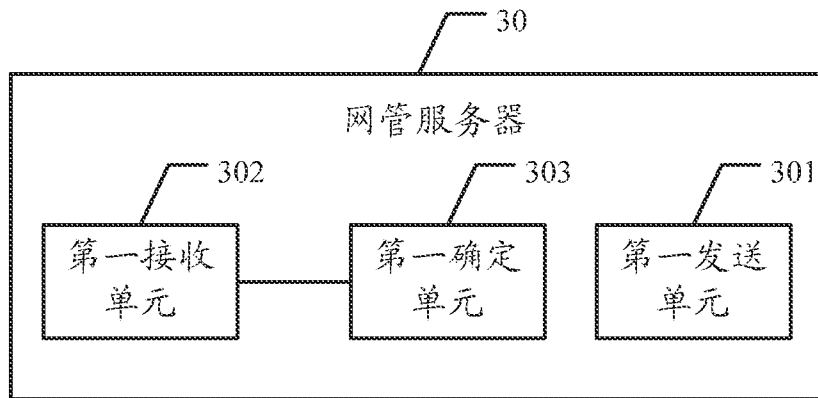 30
网管服务器
302
303
301
第一接收
单元
第一确定
单元
第一发送
单元